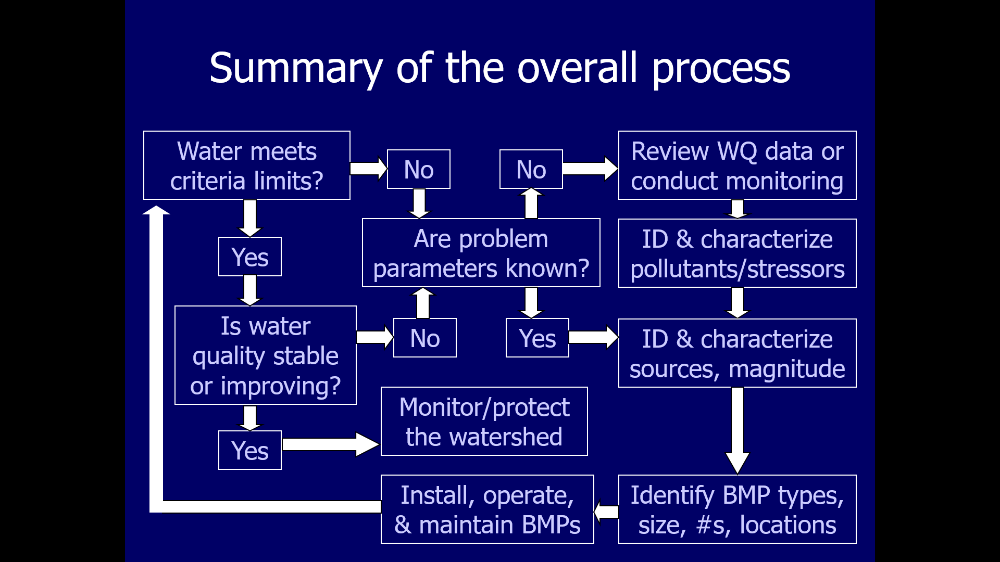 Summary of the overall process
Water meets
criteria limits?
No
No
Review WQ data or
conduct monitoring
Yes
Are problem
parameters known?
ID & characterize
pollutants/stressors
Is water
quality stable
or improving?
No
Yes
ID & characterize
sources, magnitude
Yes
Monitor/protect
the watershed
Install, operate,
& maintain BMPs
Identify BMP types,
size, #s, locations